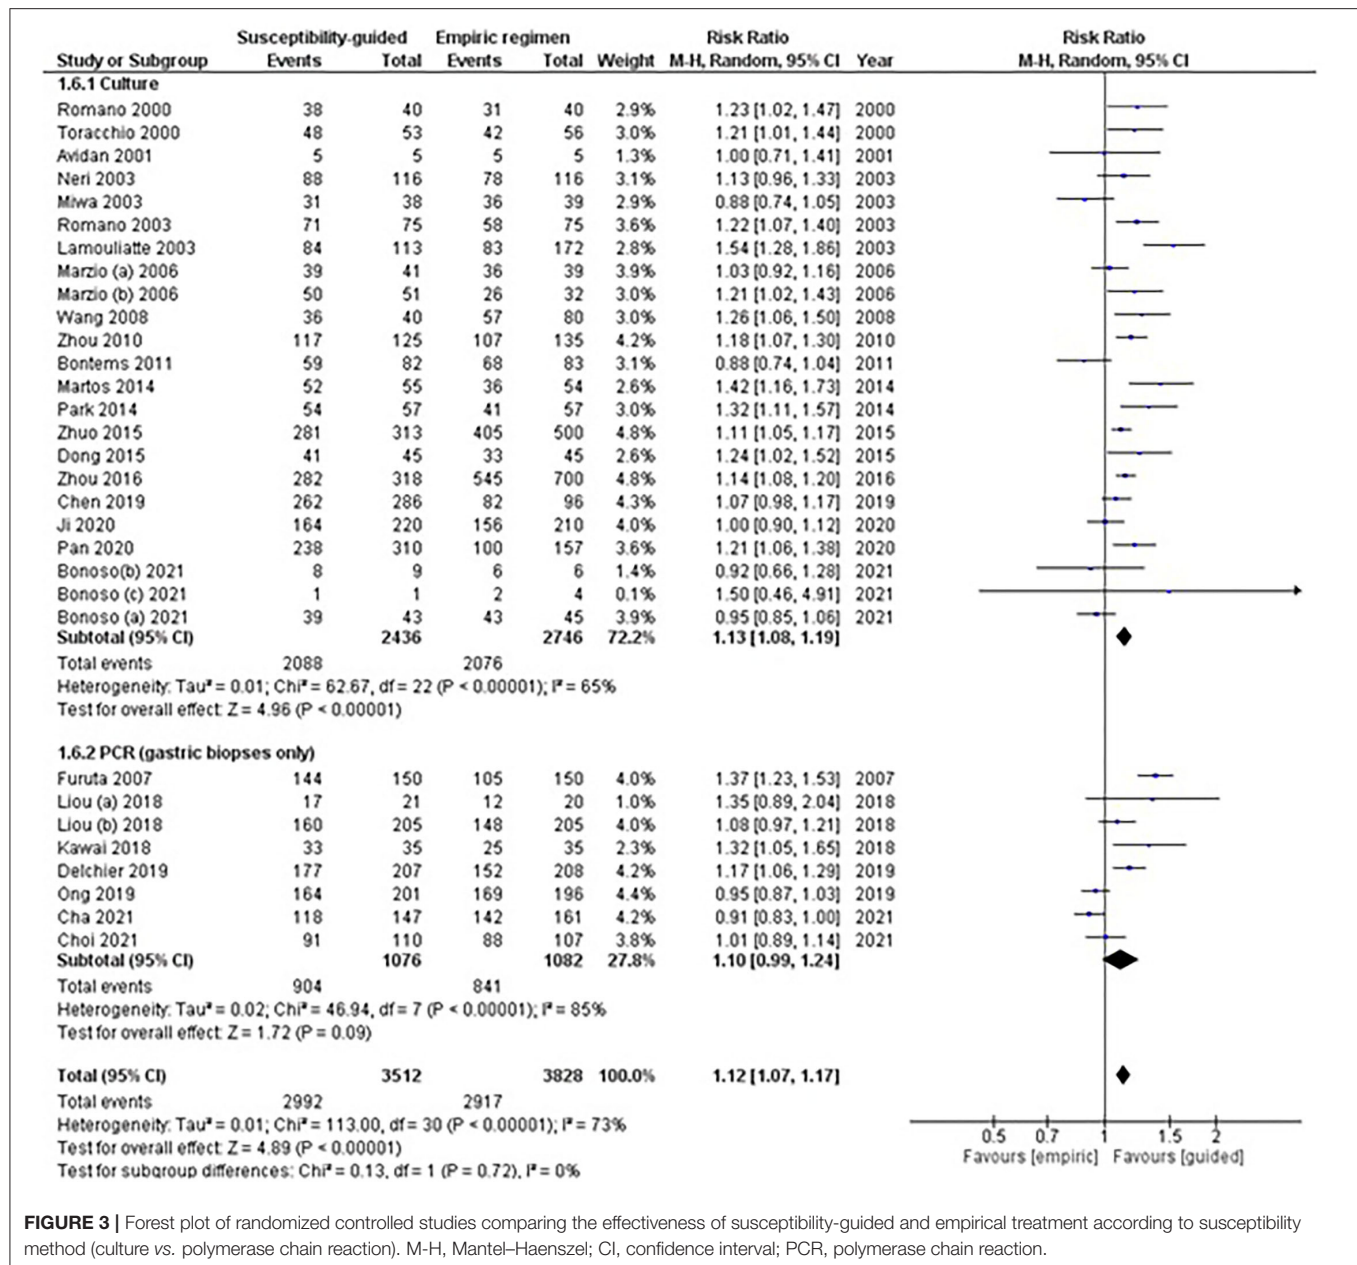 Susceptibility-guided Empiric regimen Risk Ratio Risk Ratio
Study or Subgroup Events Total Events Total Weight M-H, Random, 95% CI Year M-H, Random, 95% CI
1.6.1 Culture
Romano 2000 38 40 31 40 2.9% 1.23 [1.02, 1.47] 2000
Toracchio 2000 48 53 42 56 3.0% 1.21 [1.01, 1.44] 2000
Avidan 2001 5 5 5 5 1.3% 1.00 [0.71, 1.41] 2001
Neri 2003 88 116 78 116 3.1% 1.13 [0.96, 1.33] 2003
Miwa 2003 31 38 36 39 2.9% 0.88 [0.74, 1.05] 2003
Romano 2003 71 75 58 75 3.6% 1.22 [1.07, 1.40] 2003
Lamouliatte 2003 84 113 83 172 2.8% 1.54 [1.28, 1.86] 2003
Marzio (a) 2006 39 41 36 39 3.9% 1.03 [0.92, 1.16] 2006
Marzio (b) 2006 50 51 26 32 3.0% 1.21 [1.02, 1.43] 2006
Wang 2008 36 40 57 80 3.0% 1.26 [1.06, 1.50] 2008
Zhou 2010 117 125 107 135 4.2% 1.18 [1.07, 1.30] 2010
Bontems 2011 59 82 68 83 3.1% 0.88 [0.74, 1.04] 2011
Martos 2014 52 55 36 54 2.6% 1.42 [1.16, 1.73] 2014
Park 2014 54 57 41 57 3.0% 1.32 [1.11, 1.57] 2014
Zhuo 2015 281 313 405 500 4.8% 1.11 [1.05, 1.17] 2015
Dong 2015 41 45 33 45 2.6% 1.24 [1.02, 1.52] 2015
Zhou 2016 282 318 545 700 4.8% 1.14 [1.08, 1.20] 2016
Chen 2019 262 286 82 96 4.3% 1.07 [0.98, 1.17] 2019
Ji 2020 164 220 156 210 4.0% 1.00 [0.90, 1.12] 2020
Pan 2020 238 310 100 157 3.6% 1.21 [1.06, 1.38] 2020
Bonoso(b) 2021 8 9 6 6 1.4% 0.92 [0.66, 1.28] 2021
Bonoso (c) 2021 1 1 2 4 0.1% 1.50 [0.46, 4.91] 2021
Bonoso (a) 2021 39 43 43 45 3.9% 0.95 [0.85, 1.06] 2021
Subtotal (95% CI) 2436 2746 72.2% 1.13 [1.08, 1.19]
Total events 2088 2076
Heterogeneity: Tau² = 0.01; Chi² = 62.67, df = 22 (P < 0.00001); I² = 65%
Test for overall effect: Z = 4.96 (P < 0.00001)
1.6.2 PCR (gastric biopses only)
Furuta 2007 144 150 105 150 4.0% 1.37 [1.23, 1.53] 2007
Liou (a) 2018 17 21 12 20 1.0% 1.35 [0.89, 2.04] 2018
Liou (b) 2018 160 205 148 205 4.0% 1.08 [0.97, 1.21] 2018
Kawai 2018 33 35 25 35 2.3% 1.32 [1.05, 1.65] 2018
Delchier 2019 177 207 152 208 4.2% 1.17 [1.06, 1.29] 2019
Ong 2019 164 201 169 196 4.4% 0.95 [0.87, 1.03] 2019
Cha 2021 118 147 142 161 4.2% 0.91 [0.83, 1.00] 2021
Choi 2021 91 110 88 107 3.8% 1.01 [0.89, 1.14] 2021
Subtotal (95% CI) 1076 1082 27.8% 1.10 [0.99, 1.24]
Total events 904 841
Heterogeneity: Tau² = 0.02; Chi² = 46.94, df = 7 (P < 0.00001); I² = 85%
Test for overall effect: Z = 1.72 (P = 0.09)
Total (95% CI) 3512 3828 100.0% 1.12 [1.07, 1.17]
Total events 2992 2917
Heterogeneity: Tau² = 0.01; Chi² = 113.00, df = 30 (P < 0.00001); I² = 73%
Test for overall effect: Z = 4.89 (P < 0.00001)
Test for subgroup differences: Chi² = 0.13, df = 1 (P = 0.72), I² = 0%
0.5 0.7 1 1.5 2
Favours [empiric] Favours [guided]
FIGURE 3 | Forest plot of randomized controlled studies comparing the effectiveness of susceptibility-guided and empirical treatment according to susceptibility
method (culture vs. polymerase chain reaction). M-H, Mantel–Haenszel; CI, confidence interval; PCR, polymerase chain reaction.